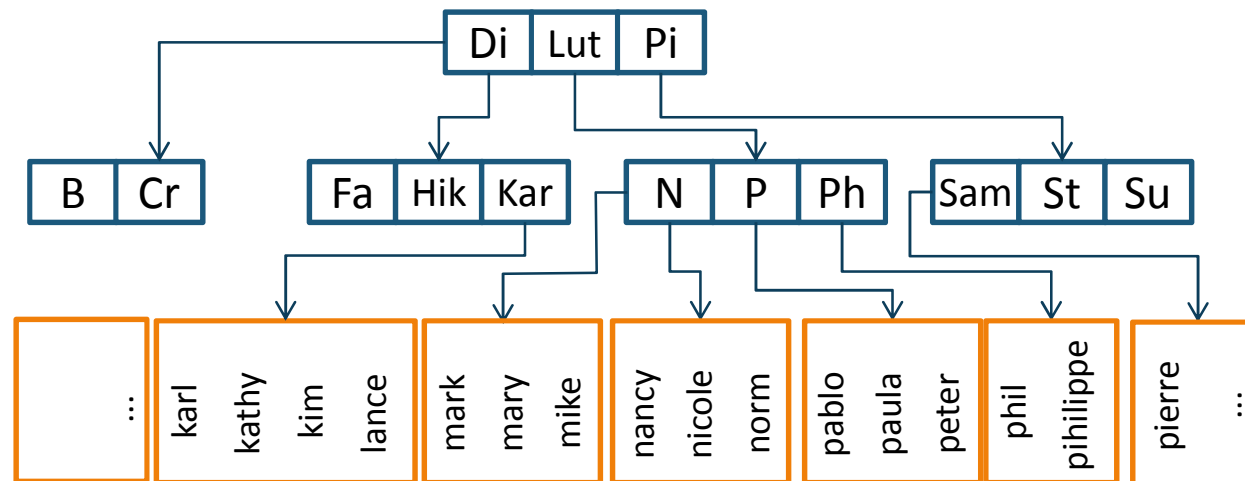 Di Lut Pi
B Cr
Fa Hik Kar
N P Ph
Sam St Su
...
karl
kathy
kim
lance
mark
mary
mike
nancy
nicole
norm
pablo
paula
peter
phil
pihilippe
pierre
...